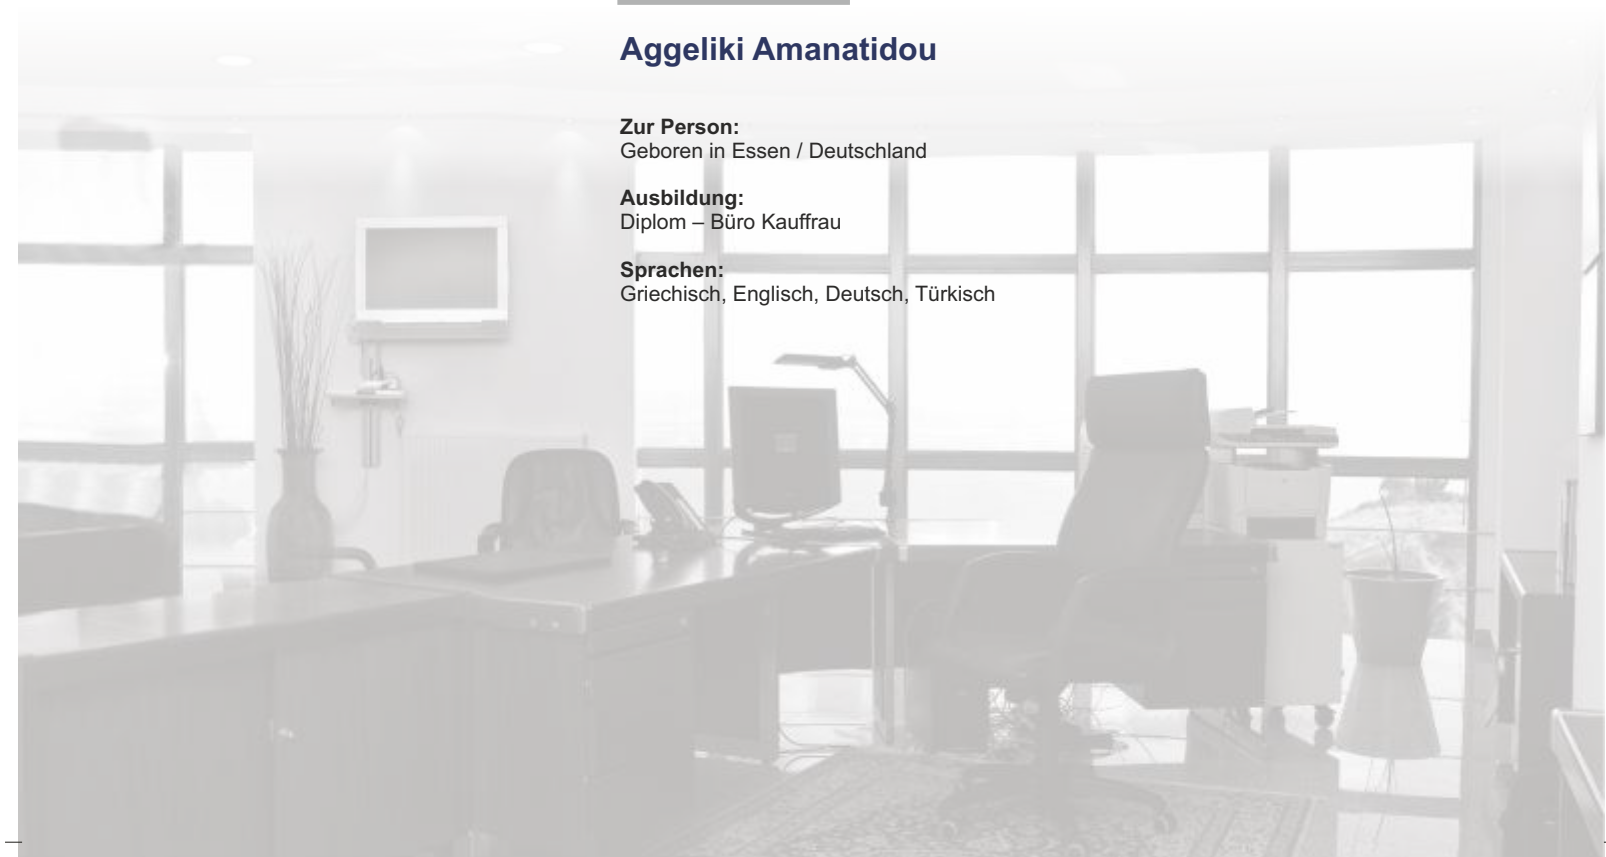 Aggeliki Amanatidou
Zur Person:
Geboren in Essen / Deutschland
Ausbildung:
Diplom – Büro Kauffrau
Sprachen:
Griechisch, Englisch, Deutsch, Türkisch